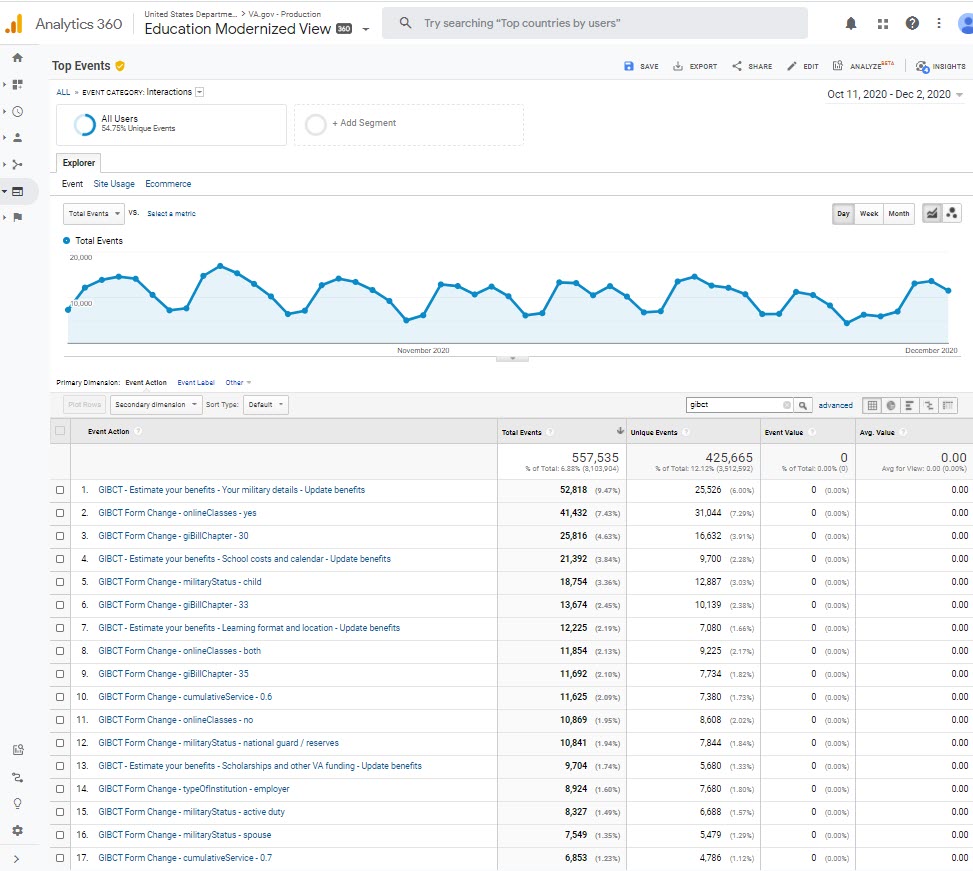 Analytics 360
United States Departme... > VA.gov - Production
Education Modernized View 360
Try searching “Top countries by users”
Top Events
SAVE
EXPORT
SHARE
EDIT
ANALYZE BETA
INSIGHTS
ALL » EVENT CATEGORY: Interactions
Oct 11, 2020 - Dec 2, 2020
All Users
54.75% Unique Events
+ Add Segment
Explorer
Event Site Usage Ecommerce
Total Events VS. Select a metric
Day Week Month
Total Events
20,000
10,000
November 2020
December 2020
Primary Dimension: Event Action Event Label Other
Plot Rows Secondary dimension Sort Type: Default
gibct
advanced
Event Action Total Events Unique Events Event Value Avg. Value
557,535 425,665 0 0.00
% of Total: 6.88% (8,103,904) % of Total: 12.12% (3,512,592) % of Total: 0.00% (0) Avg for View: 0.00 (0.00%)
1. GIBCT - Estimate your benefits - Your military details - Update benefits 52,818 (9.47%) 25,526 (6.00%) 0 (0.00%) 0.00
2. GIBCT Form Change - onlineClasses - yes 41,432 (7.43%) 31,044 (7.29%) 0 (0.00%) 0.00
3. GIBCT Form Change - giBillChapter - 30 25,816 (4.63%) 16,632 (3.91%) 0 (0.00%) 0.00
4. GIBCT - Estimate your benefits - School costs and calendar - Update benefits 21,392 (3.84%) 9,700 (2.28%) 0 (0.00%) 0.00
5. GIBCT Form Change - militaryStatus - child 18,754 (3.36%) 12,887 (3.03%) 0 (0.00%) 0.00
6. GIBCT Form Change - giBillChapter - 33 13,674 (2.45%) 10,139 (2.38%) 0 (0.00%) 0.00
7. GIBCT - Estimate your benefits - Learning format and location - Update benefits 12,225 (2.19%) 7,080 (1.66%) 0 (0.00%) 0.00
8. GIBCT Form Change - onlineClasses - both 11,854 (2.13%) 9,225 (2.17%) 0 (0.00%) 0.00
9. GIBCT Form Change - giBillChapter - 35 11,692 (2.10%) 7,734 (1.82%) 0 (0.00%) 0.00
10. GIBCT Form Change - cumulativeService - 0.6 11,625 (2.09%) 7,380 (1.73%) 0 (0.00%) 0.00
11. GIBCT Form Change - onlineClasses - no 10,869 (1.95%) 8,608 (2.02%) 0 (0.00%) 0.00
12. GIBCT Form Change - militaryStatus - national guard / reserves 10,841 (1.94%) 7,844 (1.84%) 0 (0.00%) 0.00
13. GIBCT - Estimate your benefits - Scholarships and other VA funding - Update benefits 9,704 (1.74%) 5,680 (1.33%) 0 (0.00%) 0.00
14. GIBCT Form Change - typeOfInstitution - employer 8,924 (1.60%) 7,680 (1.80%) 0 (0.00%) 0.00
15. GIBCT Form Change - militaryStatus - active duty 8,327 (1.49%) 6,688 (1.57%) 0 (0.00%) 0.00
16. GIBCT Form Change - militaryStatus - spouse 7,549 (1.35%) 5,479 (1.29%) 0 (0.00%) 0.00
17. GIBCT Form Change - cumulativeService - 0.7 6,853 (1.23%) 4,786 (1.12%) 0 (0.00%) 0.00